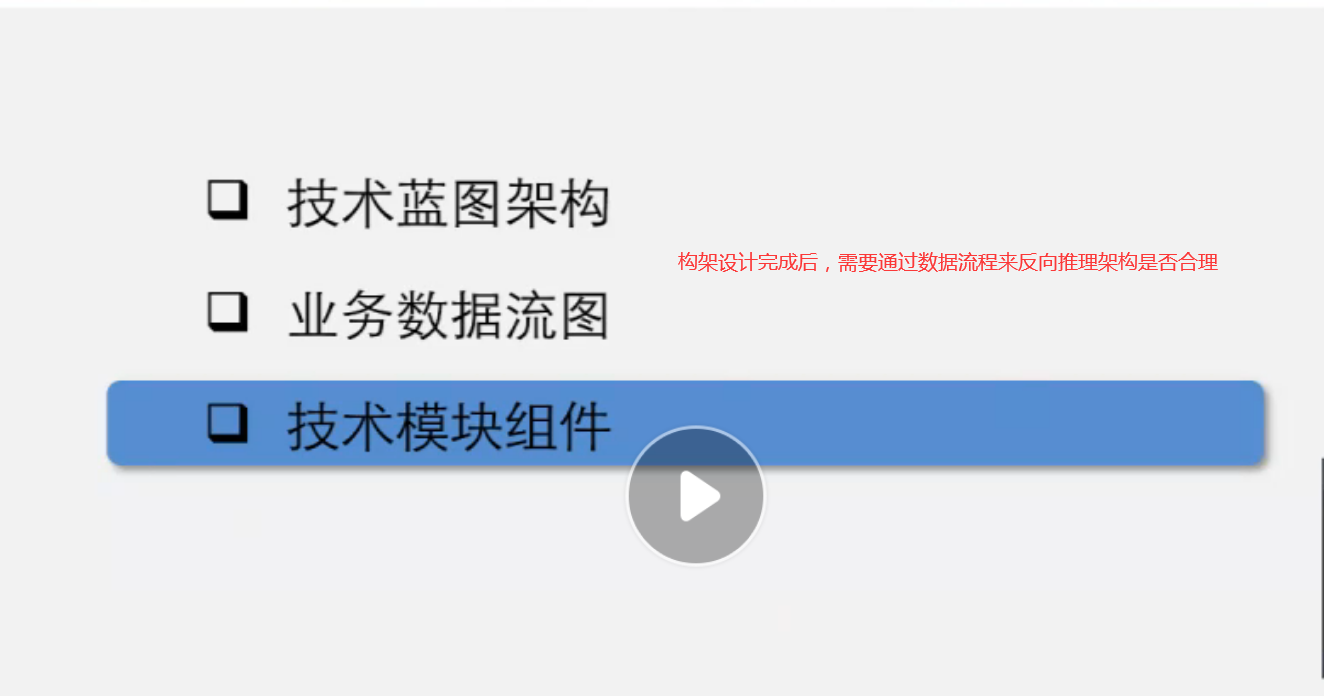 技术蓝图架构
构架设计完成后，需要通过数据流程来反向推理架构是否合理
业务数据流图
技术模块组件